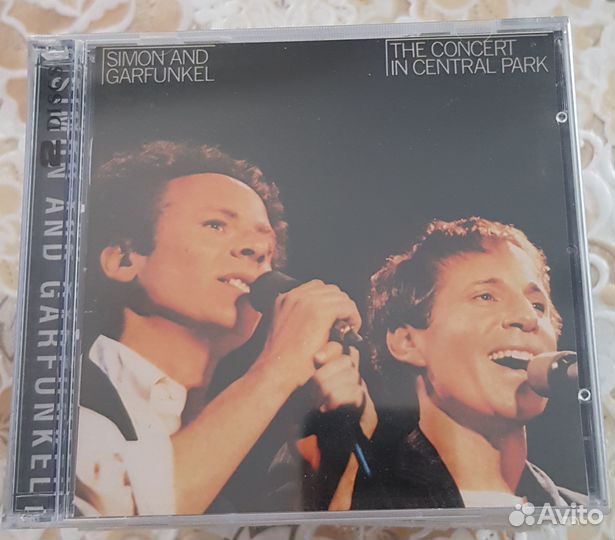 SIMON AND
GARFUNKEL
THE CONCERT
IN CENTRAL PARK
SIMON AND GARFUNKEL
Avito